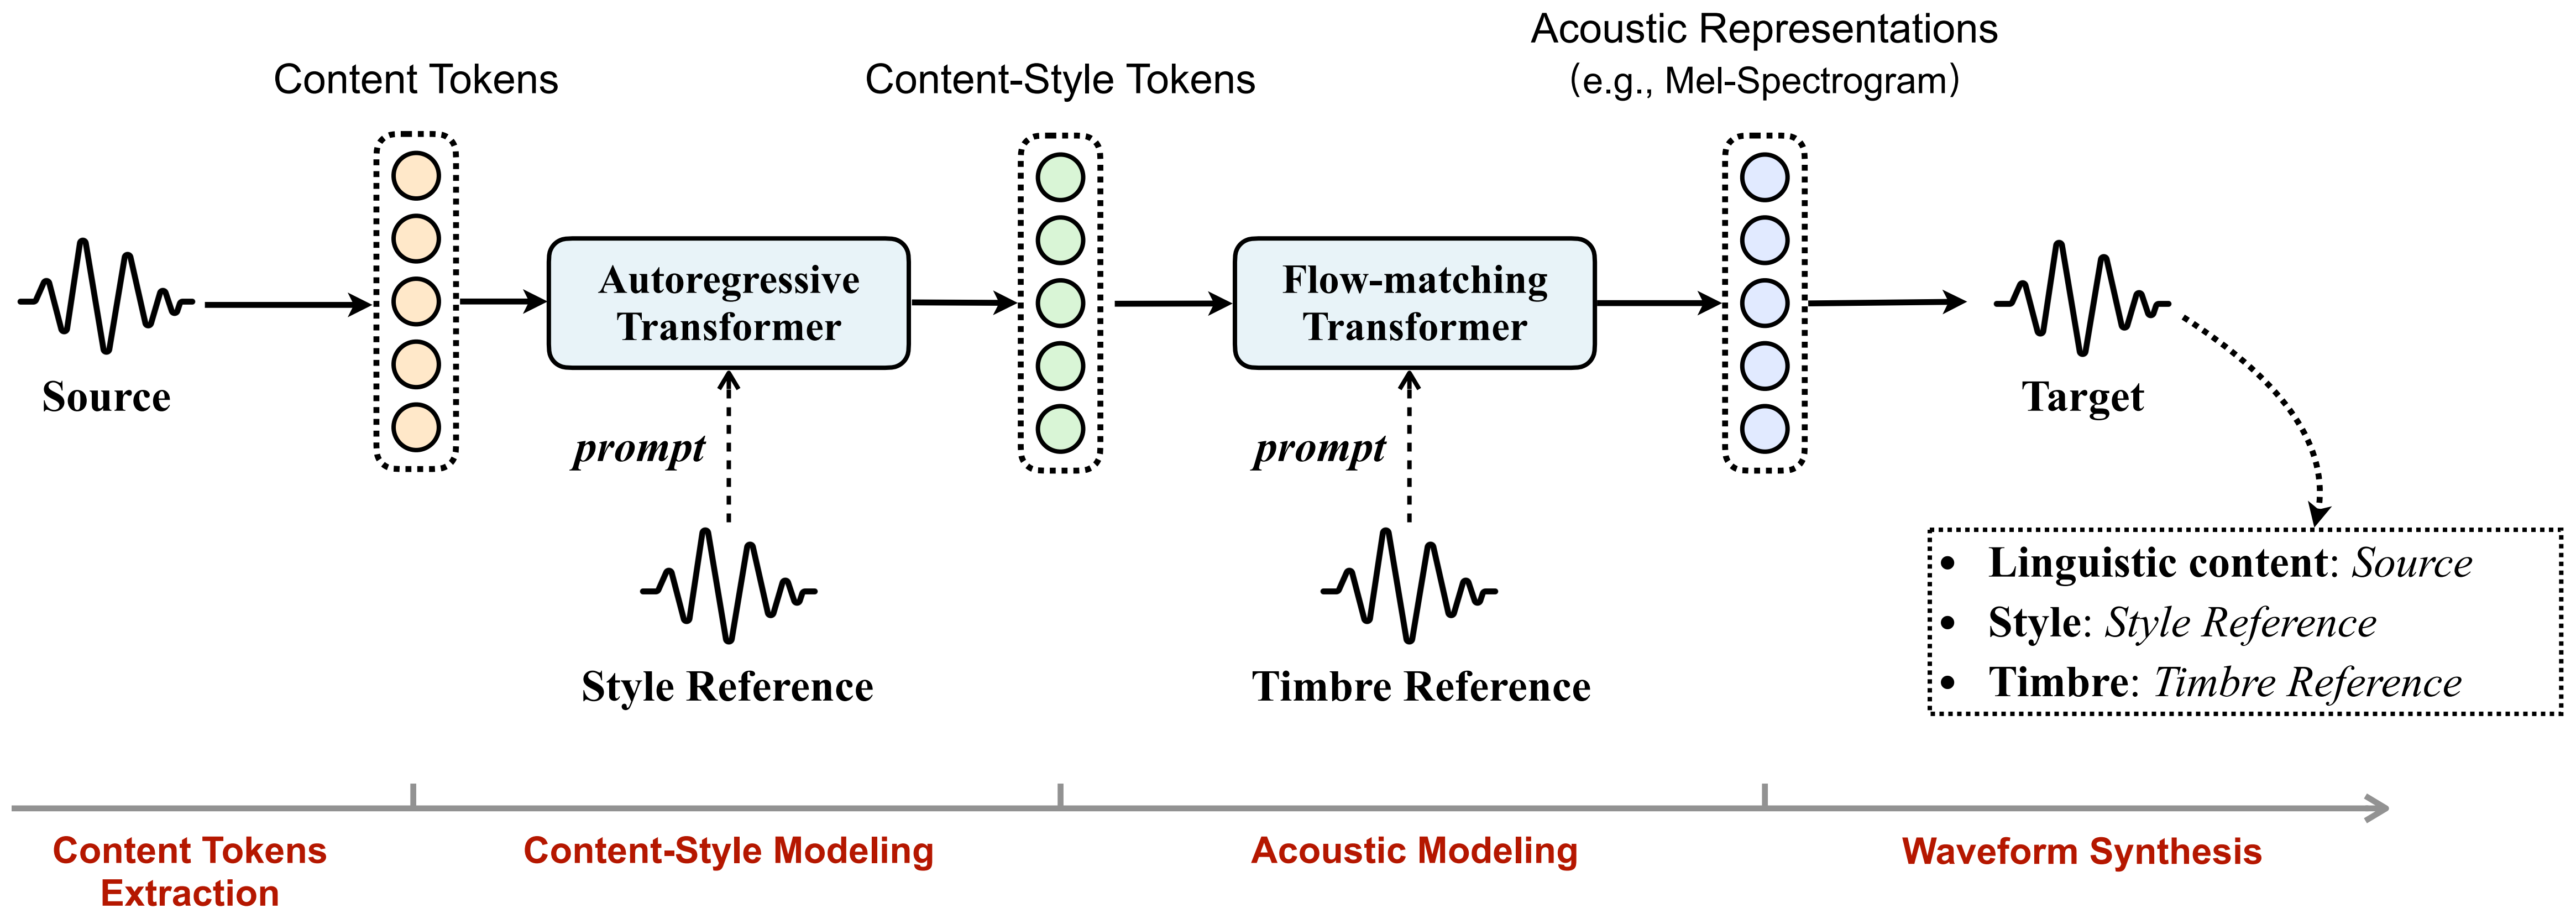 Content Tokens
Content-Style Tokens
Acoustic Representations
(e.g., Mel-Spectrogram)
Source
Autoregressive
Transformer
Flow-matching
Transformer
Target
prompt
prompt
Style Reference
Timbre Reference
• Linguistic content: Source
• Style: Style Reference
• Timbre: Timbre Reference
Content Tokens
Extraction
Content-Style Modeling
Acoustic Modeling
Waveform Synthesis